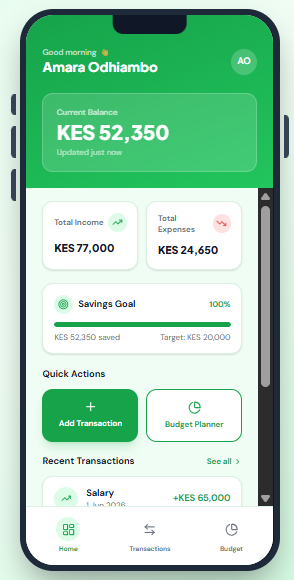 Good morning 👋
Amara Odhiambo
AO
Current Balance
KES 52,350
Updated just now
Total Income
KES 77,000
Total
Expenses
KES 24,650
Savings Goal
100%
KES 52,350 saved
Target: KES 20,000
Quick Actions
Add Transaction
Budget Planner
Recent Transactions
See all
Salary
1 Jun 2026
+KES 65,000
Home
Transactions
Budget